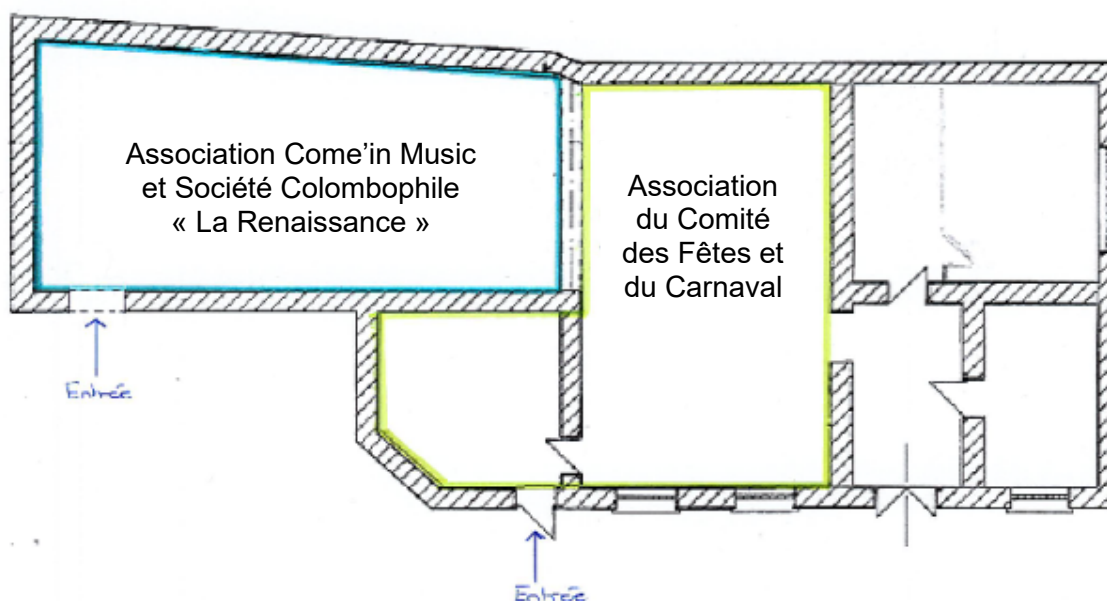 Association Come’in Music
et Société Colombophile
« La Renaissance »
Association
du Comité
des Fêtes et
du Carnaval
Entrée
Entrée